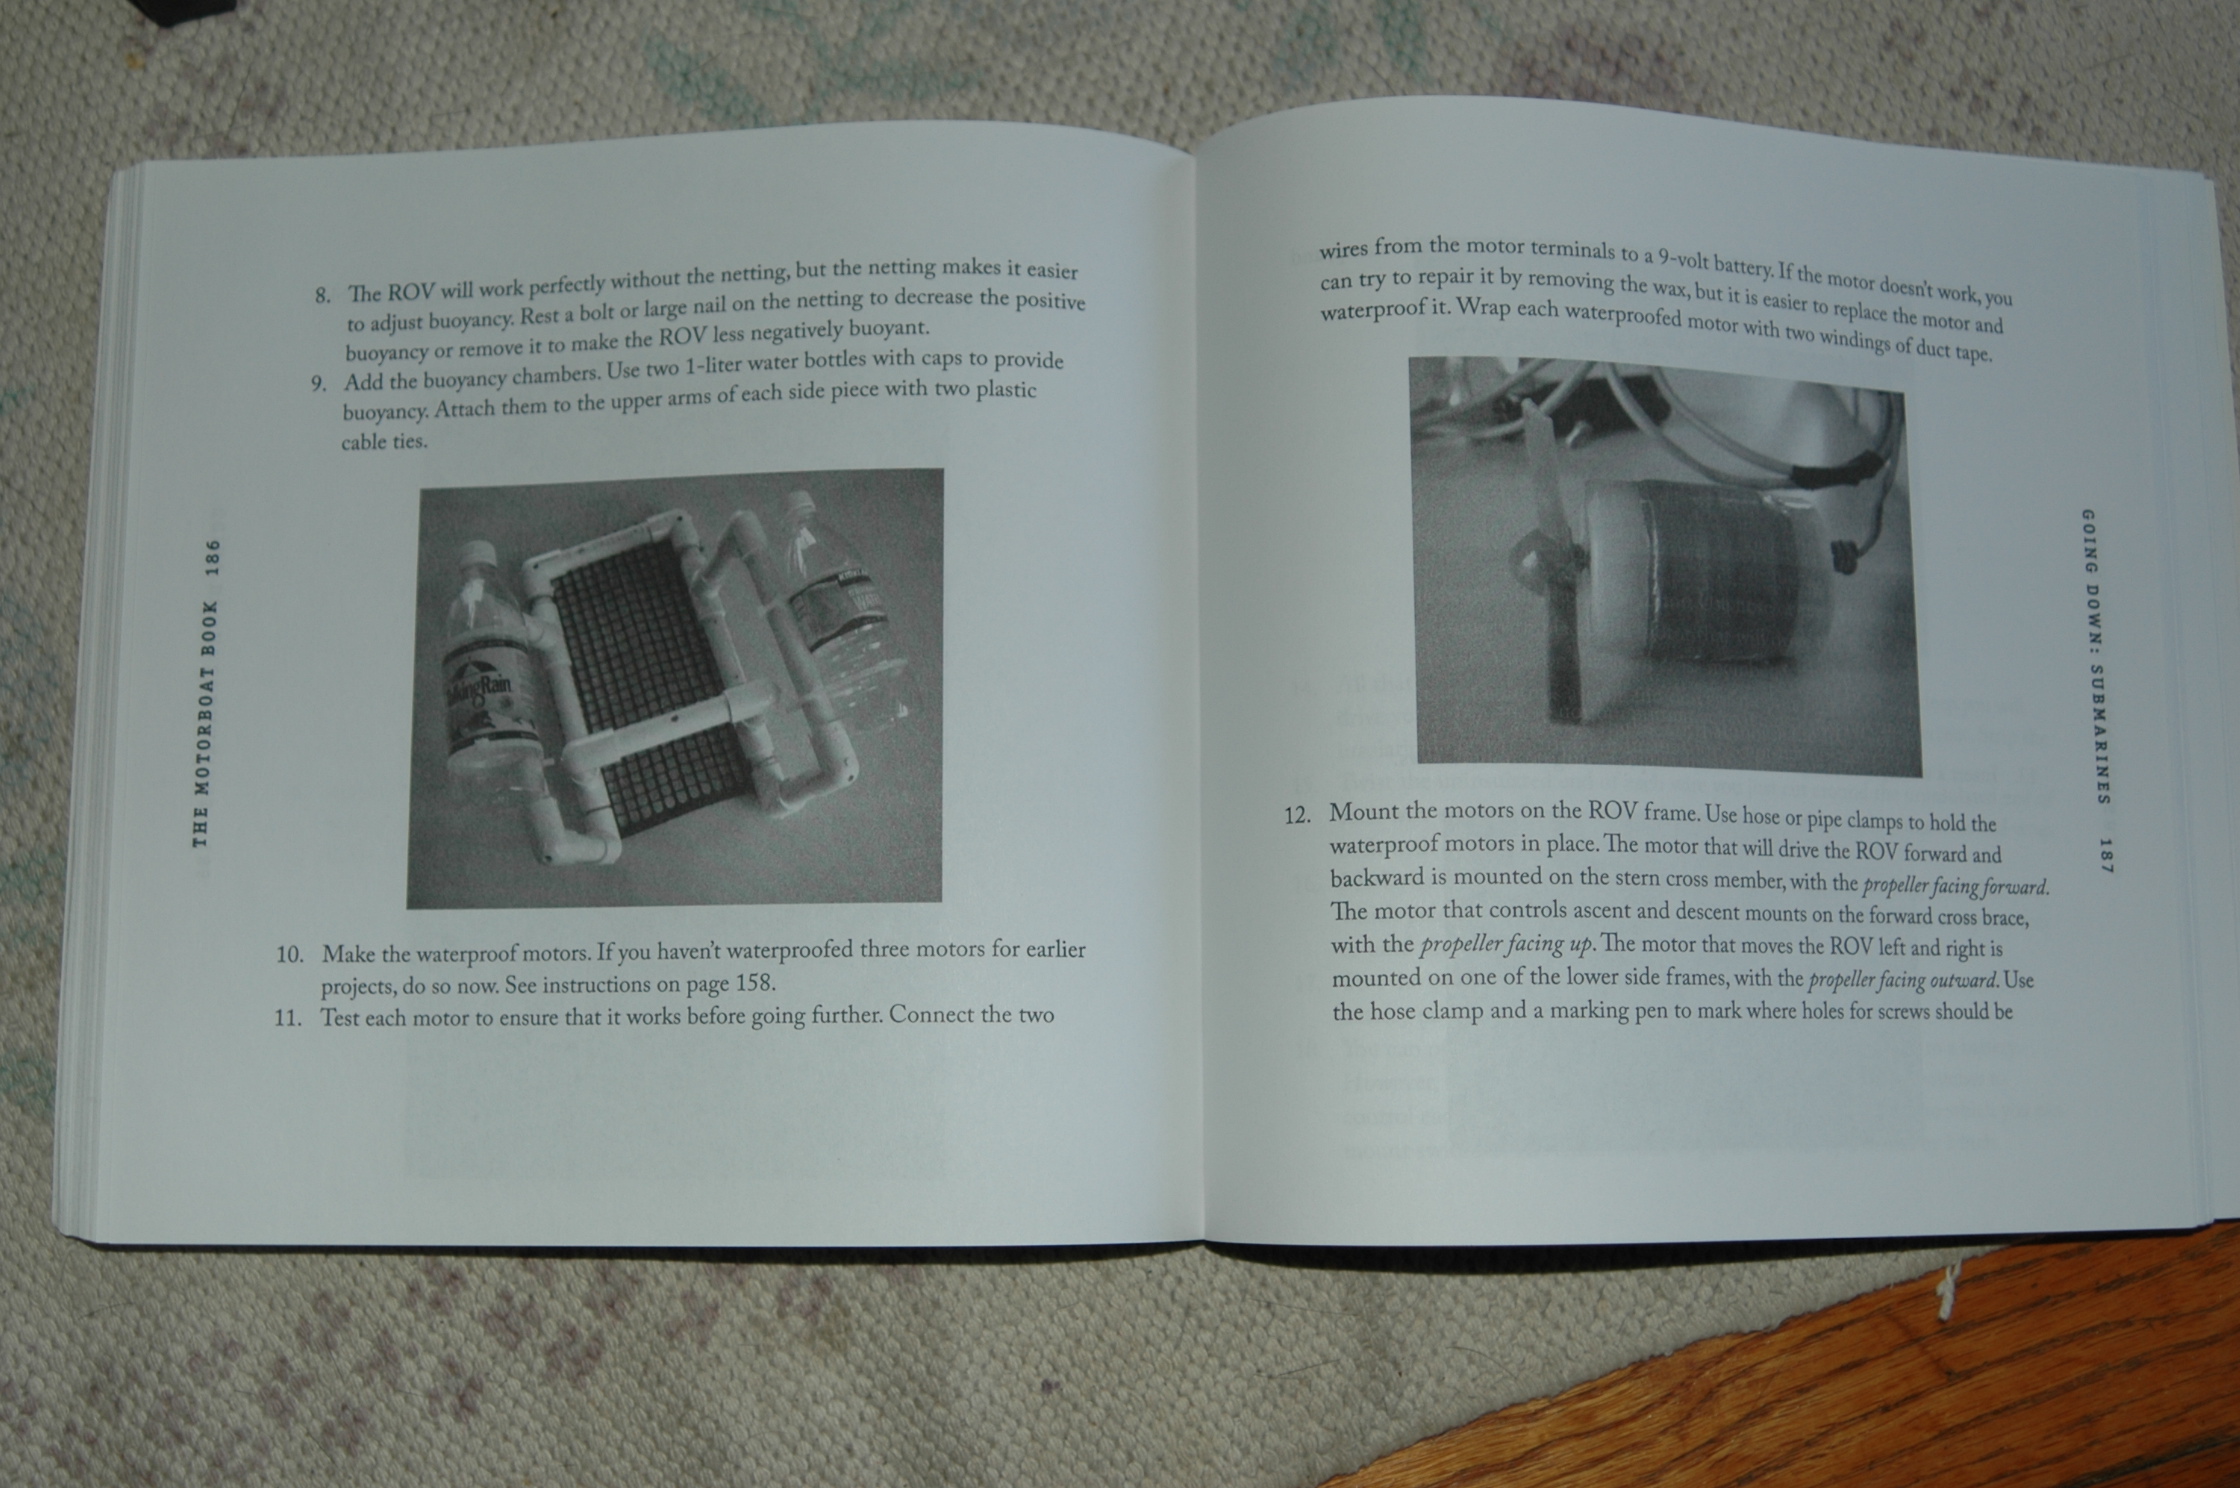 8. The ROV will work perfectly without the netting, but the netting makes it easier
to adjust buoyancy. Rest a bolt or large nail on the netting to decrease the positive
buoyancy or remove it to make the ROV less negatively buoyant.
9. Add the buoyancy chambers. Use two 1-liter water bottles with caps to provide
buoyancy. Attach them to the upper arms of each side piece with two plastic
cable ties.
Rain
THE MOTORBOAT BOOK 186
10. Make the waterproof motors. If you haven't waterproofed three motors for earlier
projects, do so now. See instructions on page 158.
11. Test each motor to ensure that it works before going further. Connect the two
wires from the motor terminals to a 9-volt battery. If the motor doesn't work, you
can try to repair it by removing the wax, but it is easier to replace the motor and
waterproof it. Wrap each waterproofed motor with two windings of duct tape.
GOING DOWN: SUBMARINES 187
12. Mount the motors on the ROV frame. Use hose or pipe clamps to hold the
waterproof motors in place. The motor that will drive the ROV forward and
backward is mounted on the stern cross member, with the propeller facing forward.
The motor that controls ascent and descent mounts on the forward cross brace,
with the propeller facing up. The motor that moves the ROV left and right is
mounted on one of the lower side frames, with the propeller facing outward. Use
the hose clamp and a marking pen to mark where holes for screws should be